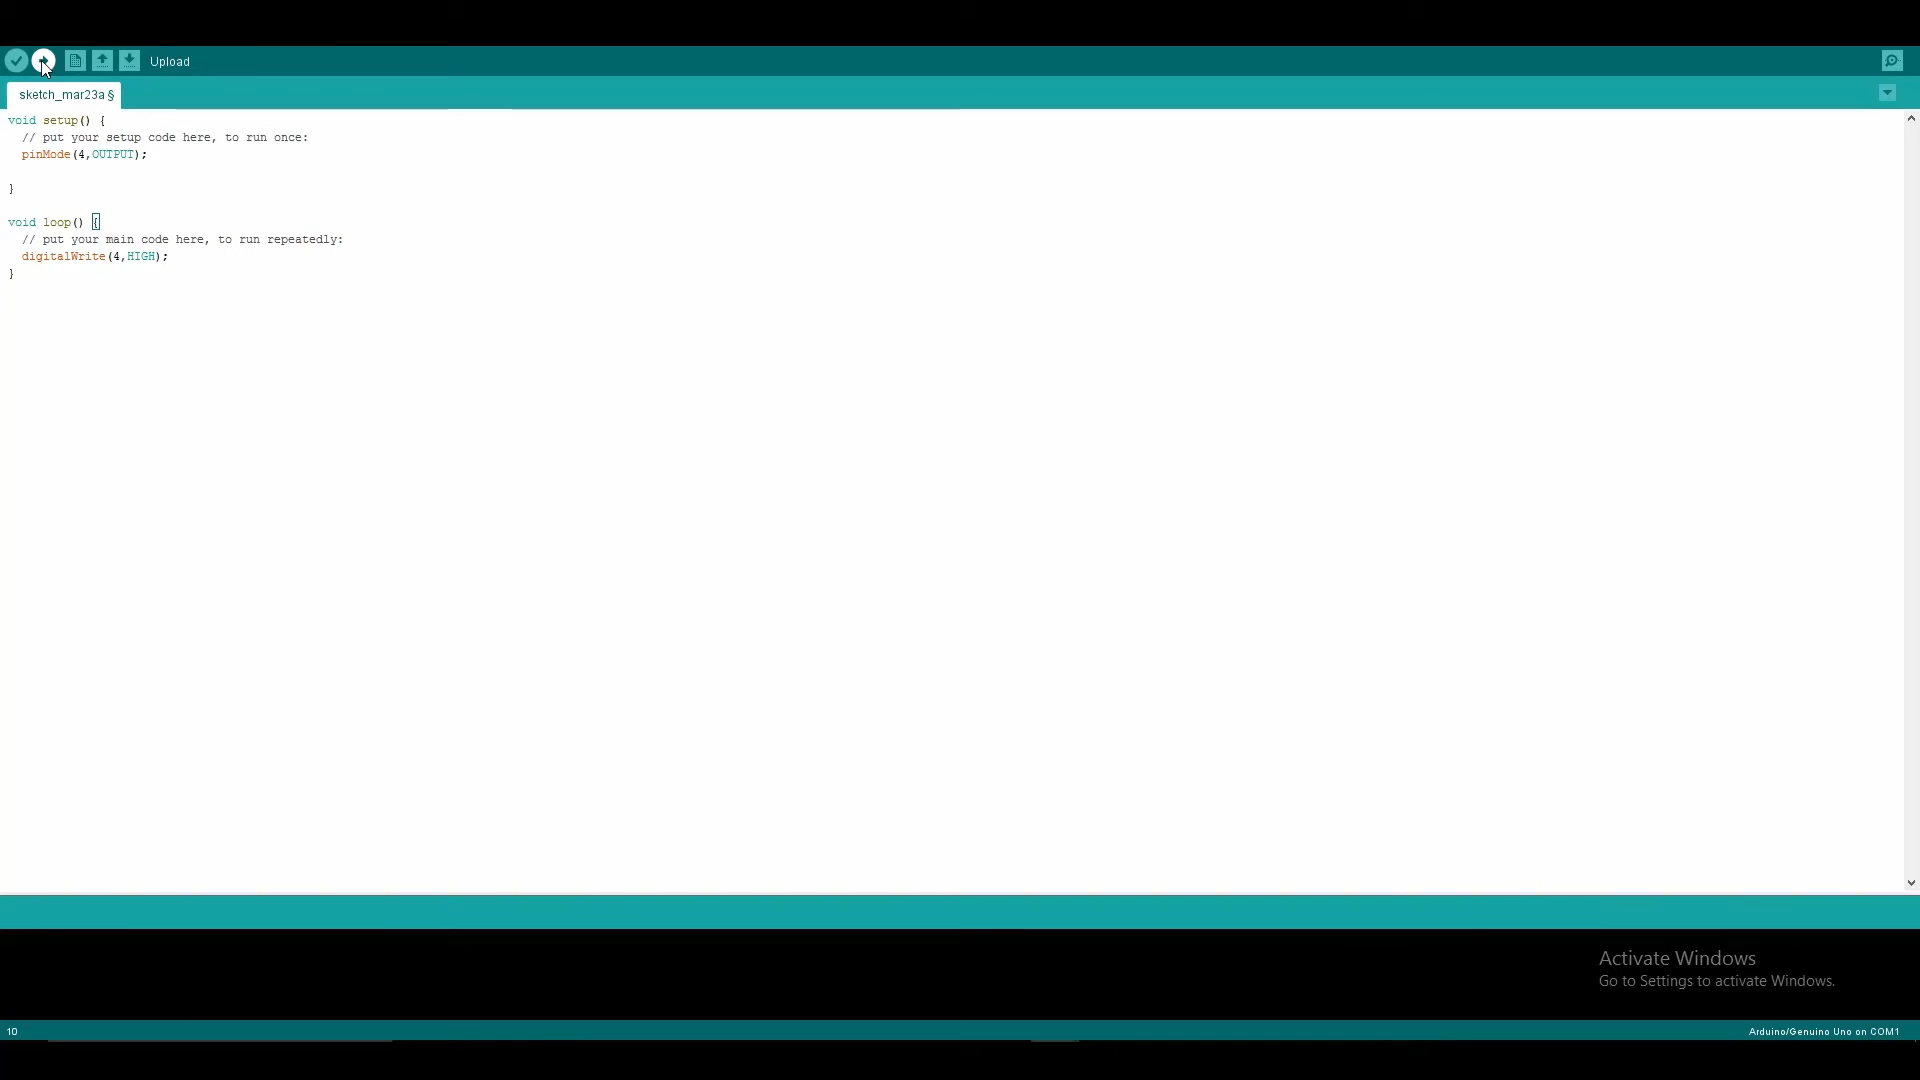 Upload
sketch_mar23a §
void setup() {
// put your setup code here, to run once:
pinMode(4,OUTPUT);
}
void loop() {
// put your main code here, to run repeatedly:
digitalWrite(4,HIGH);
}
Activate Windows
Go to Settings to activate Windows.
10
Arduino/Genuino Uno on COM1